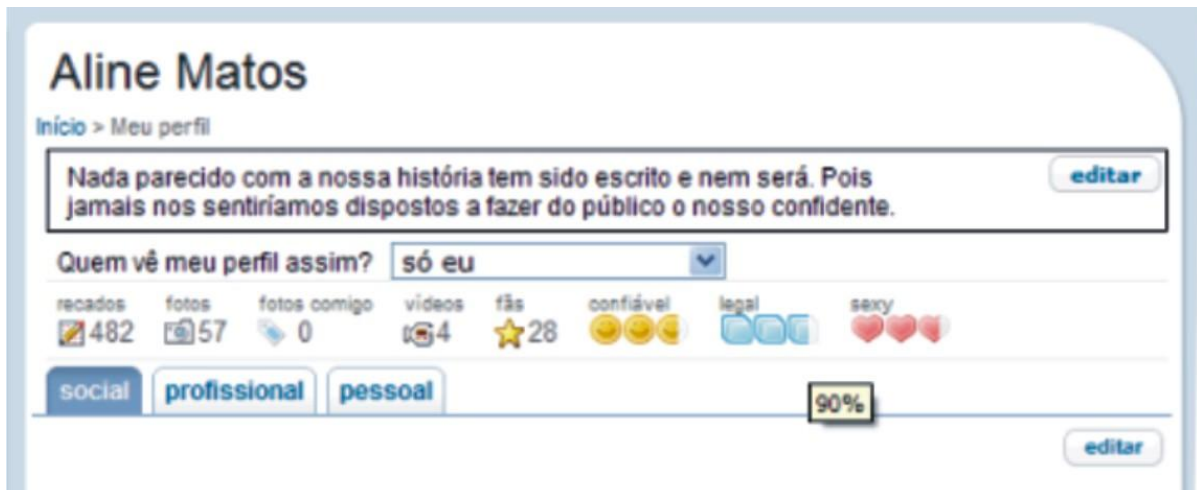 Aline Matos
Início > Meu perfil
Nada parecido com a nossa história tem sido escrito e nem será. Pois
jamais nos sentiríamos dispostos a fazer do público o nosso confidente.
editar
Quem vê meu perfil assim? só eu
recados fotos fotos comigo vídeos fãs confiável legal sexy
482 57 0 4 28
social profissional pessoal
90%
editar